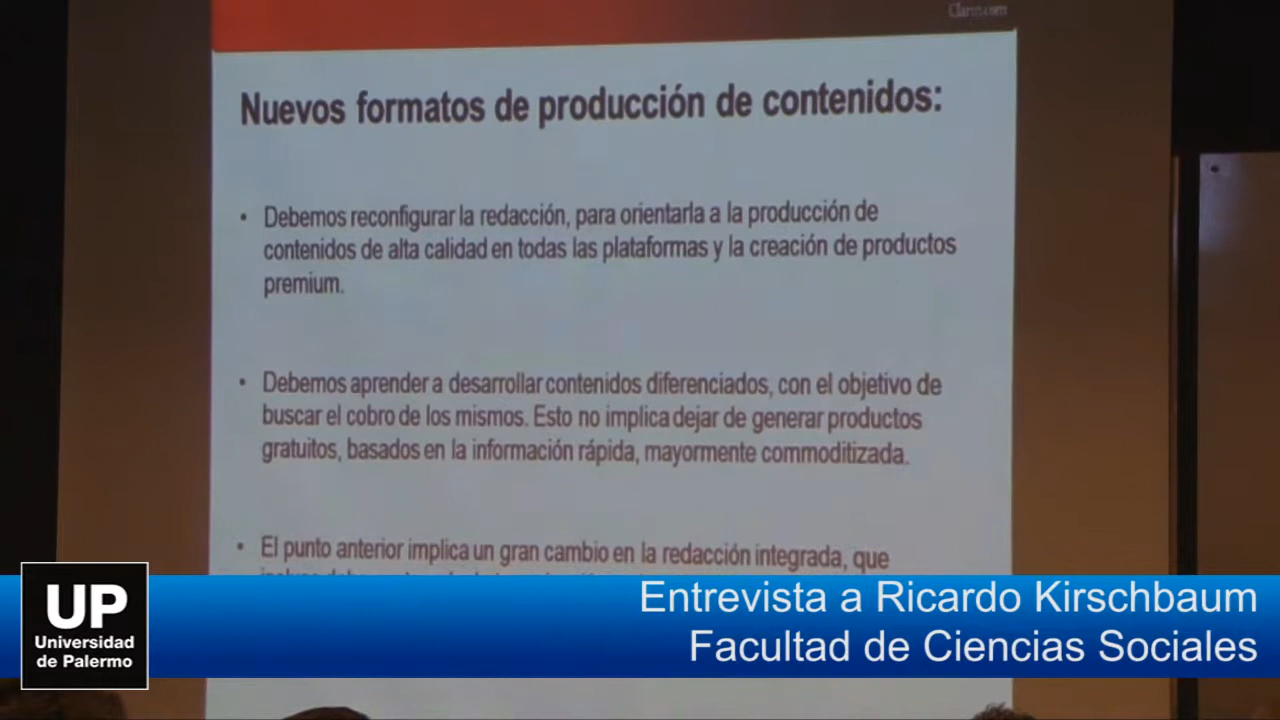 Clarin.com
Nuevos formatos de producción de contenidos:
• Debemos reconfigurar la redacción, para orientarla a la producción de
contenidos de alta calidad en todas las plataformas y la creación de productos
premium.
• Debemos aprender a desarrollar contenidos diferenciados, con el objetivo de
buscar el cobro de los mismos. Esto no implica dejar de generar productos
gratuitos, basados en la información rápida, mayormente commoditizada.
• El punto anterior implica un gran cambio en la redacción integrada, que
UP
Universidad
de Palermo
Entrevista a Ricardo Kirschbaum
Facultad de Ciencias Sociales